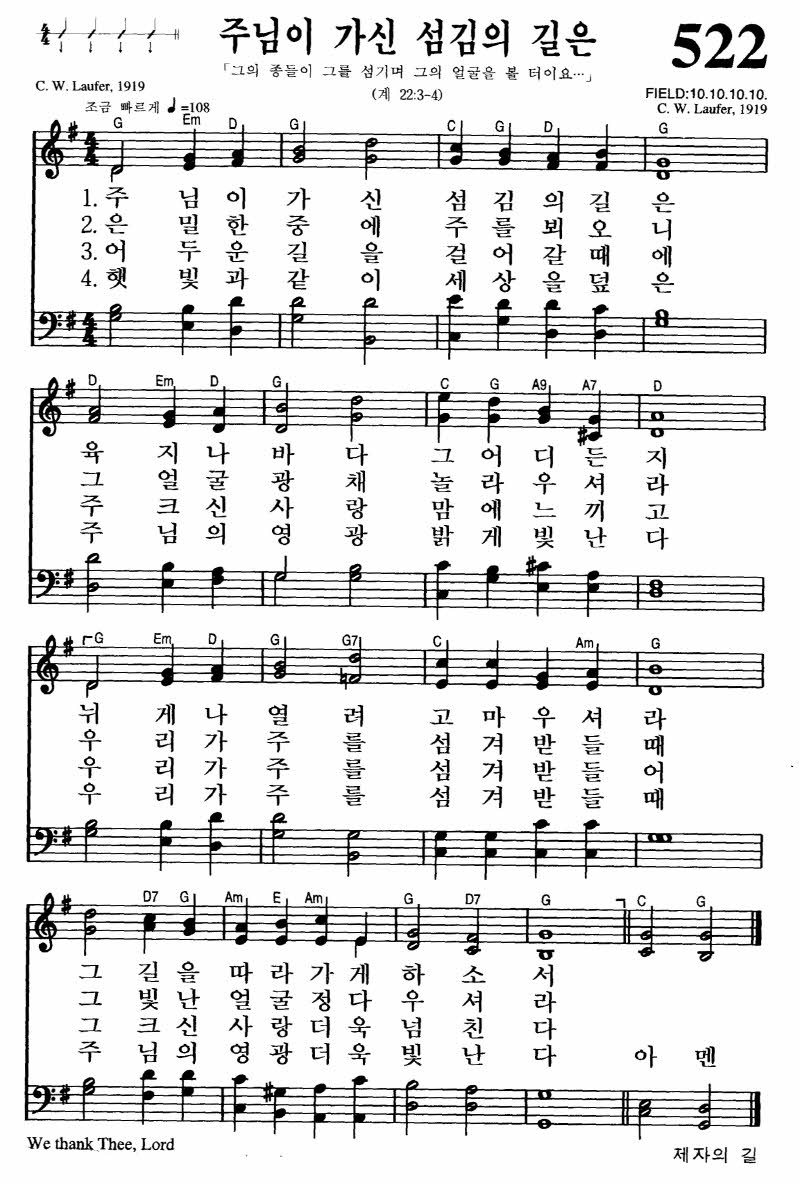 주님이 가신 섬김의 길은
522
「그의 종들이 그를 섬기며 그의 얼굴을 볼 터이요…」
(계 22:3-4)
C. W. Laufer, 1919
FIELD:10.10.10.10.
C. W. Laufer, 1919
조금 빠르게 ♩=108
G Em D G C G D G
1. 주 님 이 가 신 섬 김 의 길 은
2. 은 밀 한 중 에 주 를 뵈 오 니
3. 어 두 운 길 을 걸 어 갈 때 에
4. 햇 빛 과 같 이 세 상 을 덮 은
D Em D G C G A9 A7 D
육 지 나 바 다 그 어 디 든 지
그 얼 굴 광 채 놀 라 우 셔 라
주 크 신 사 랑 맘 에 느 끼 고
주 님 의 영 광 밝 게 빛 난 다
G Em D G G7 C Am G
뉘 게 나 열 려 고 마 우 셔 라
우 리 가 주 를 섬 겨 받 들 때
우 리 가 주 를 섬 겨 받 들 어
우 리 가 주 를 섬 겨 받 들 때
D7 G Am E Am G D7 G C G
그 길 을 따 라 가 게 하 소 서
그 빛 난 얼 굴 정 다 우 셔 라
그 크 신 사 랑 더 욱 넘 친 다
주 님 의 영 광 더 욱 빛 난 다 아 멘
We thank Thee, Lord
제자의 길